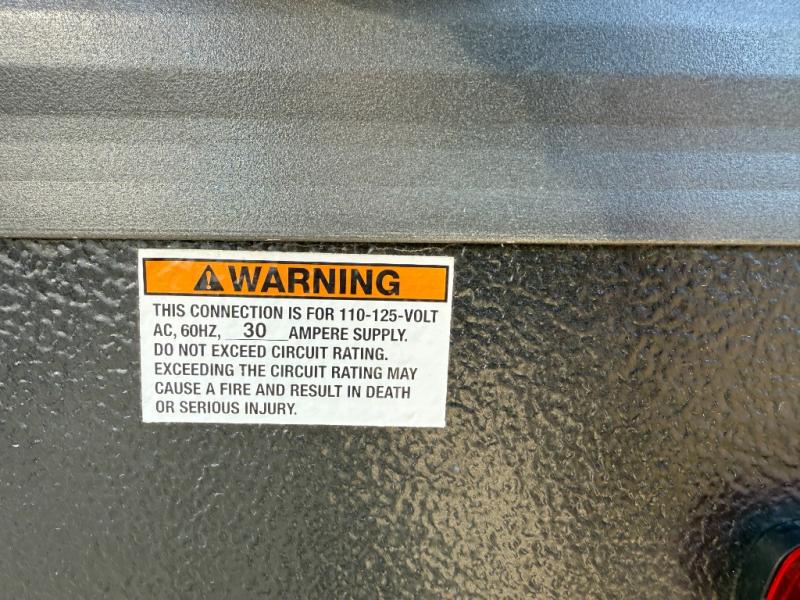 WARNING
THIS CONNECTION IS FOR 110-125-VOLT
AC, 60HZ, 30 AMPERE SUPPLY.
DO NOT EXCEED CIRCUIT RATING.
EXCEEDING THE CIRCUIT RATING MAY
CAUSE A FIRE AND RESULT IN DEATH
OR SERIOUS INJURY.